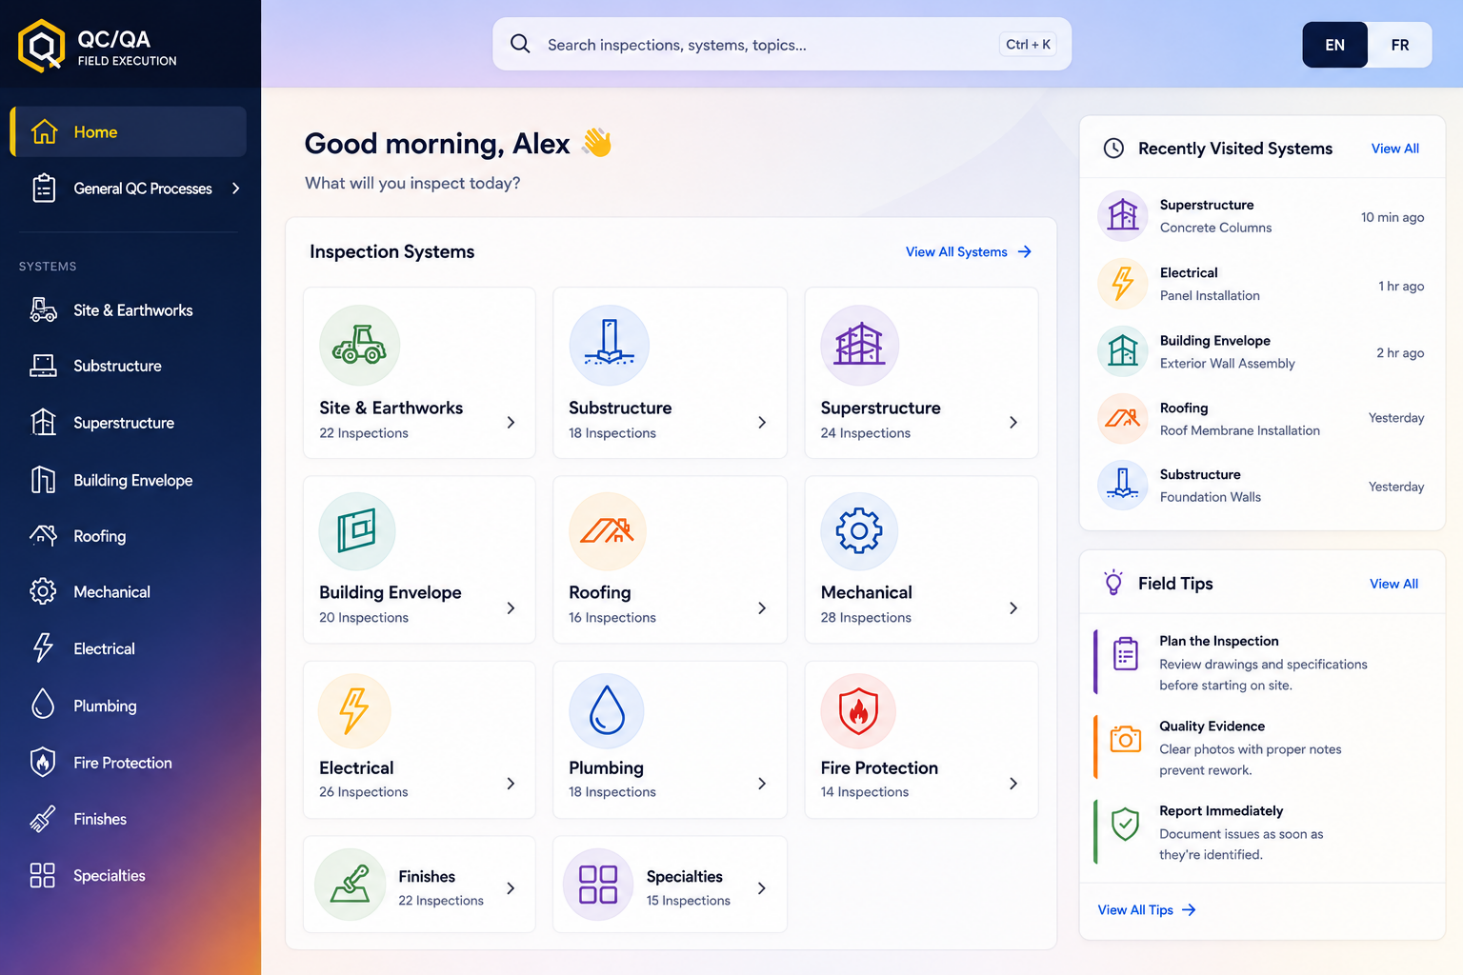 QC/QA
FIELD EXECUTION
Home
General QC Processes
SYSTEMS
Site & Earthworks
Substructure
Superstructure
Building Envelope
Roofing
Mechanical
Electrical
Plumbing
Fire Protection
Finishes
Specialties
Search inspections, systems, topics...
Ctrl + K
EN
FR
Good morning, Alex 👋
What will you inspect today?
Inspection Systems
View All Systems →
Site & Earthworks
22 Inspections
Substructure
18 Inspections
Superstructure
24 Inspections
Building Envelope
20 Inspections
Roofing
16 Inspections
Mechanical
28 Inspections
Electrical
26 Inspections
Plumbing
18 Inspections
Fire Protection
14 Inspections
Finishes
22 Inspections
Specialties
15 Inspections
Recently Visited Systems
View All
Superstructure
Concrete Columns
10 min ago
Electrical
Panel Installation
1 hr ago
Building Envelope
Exterior Wall Assembly
2 hr ago
Roofing
Roof Membrane Installation
Yesterday
Substructure
Foundation Walls
Yesterday
Field Tips
View All
Plan the Inspection
Review drawings and specifications
before starting on site.
Quality Evidence
Clear photos with proper notes
prevent rework.
Report Immediately
Document issues as soon as
they're identified.
View All Tips →